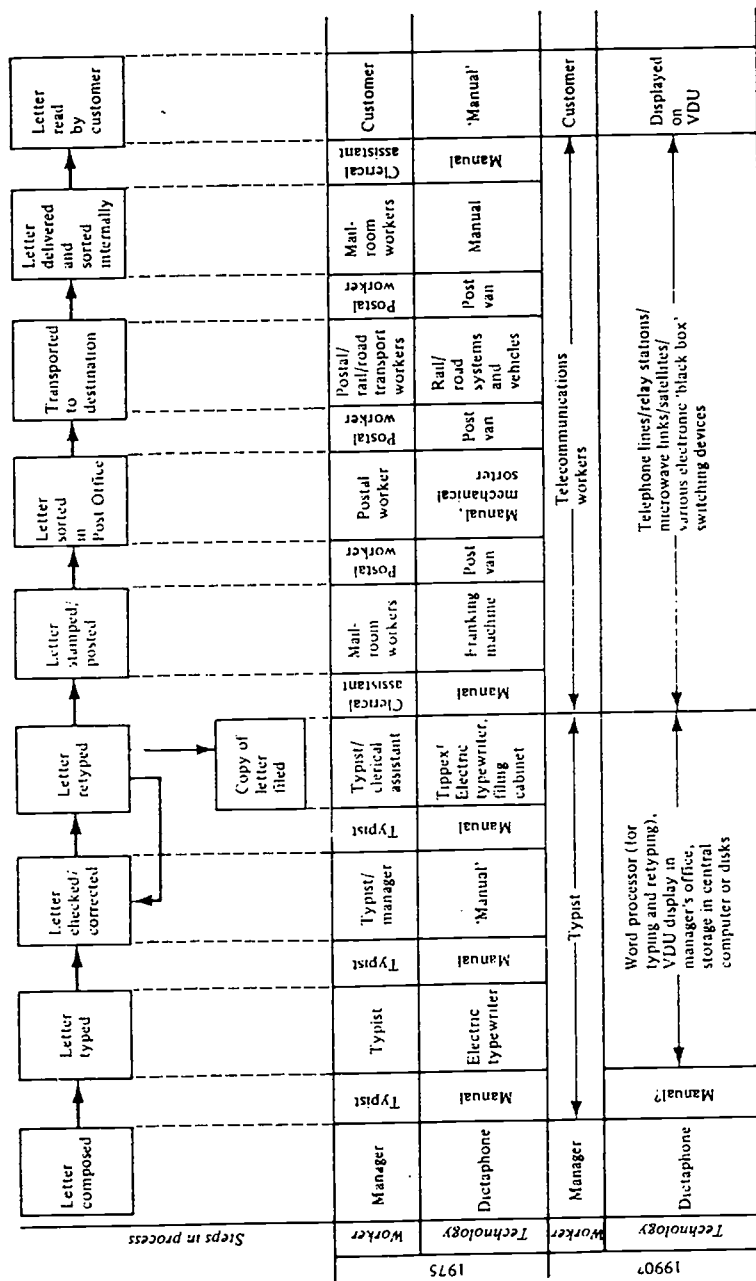 Steps in process
Letter
composed
Letter
typed
Letter
checked/
corrected
Letter
retyped
Copy of
letter
filed
Letter
stamped/
posted
Letter
sorted
in
Post Office
Transported
to
destination
Letter
delivered
and
sorted
internally
Letter
read
by
customer
1975
Worker
Manager
Typist
Typist
Typist
Typist/
manager
Typist
Typist/
clerical
assistant
Clerical
assistant
Mail-
room
workers
Postal
worker
Postal worker
Postal
worker
Postal/
rail/road
transport
workers
Postal
worker
Mail-
room
workers
Clerical
assistant
Customer
Technology
Dictaphone
Manual
Electric
typewriter
Manual
'Manual'
Manual
Tippex'
Electric
typewriter,
filing
cabinet
Manual
Franking
machine
Post
van
Manual,
mechanical
sorter
Post
van
Rail/
road
systems
and
vehicles
Post
van
Manual
Manual
'Manual'
1990?
Worker
Manager
Typist
Telecommunications
workers
Customer
Technology
Dictaphone
Manual?
Word processor (for
typing and retyping),
VDU display in
manager's office,
storage in central
computer or disks
Telephone lines/relay stations/
microwave links/satellites/
various electronic 'black box'
switching devices
Displayed
on
VDU